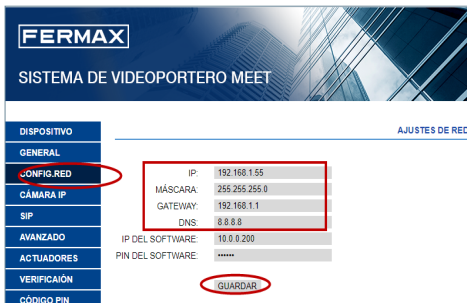 FERMAX
SISTEMA DE VIDEOPORTERO MEET
AJUSTES DE RED
DISPOSITIVO
GENERAL
CONFIG.RED
CÁMARA IP
SIP
AVANZADO
ACTUADORES
VERIFICAIÓN
CÓDIGO PIN
IP: 192.168.1.55
MÁSCARA: 255.255.255.0
GATEWAY: 192.168.1.1
DNS: 8.8.8.8
IP DEL SOFTWARE: 10.0.0.200
PIN DEL SOFTWARE: ••••••
GUARDAR